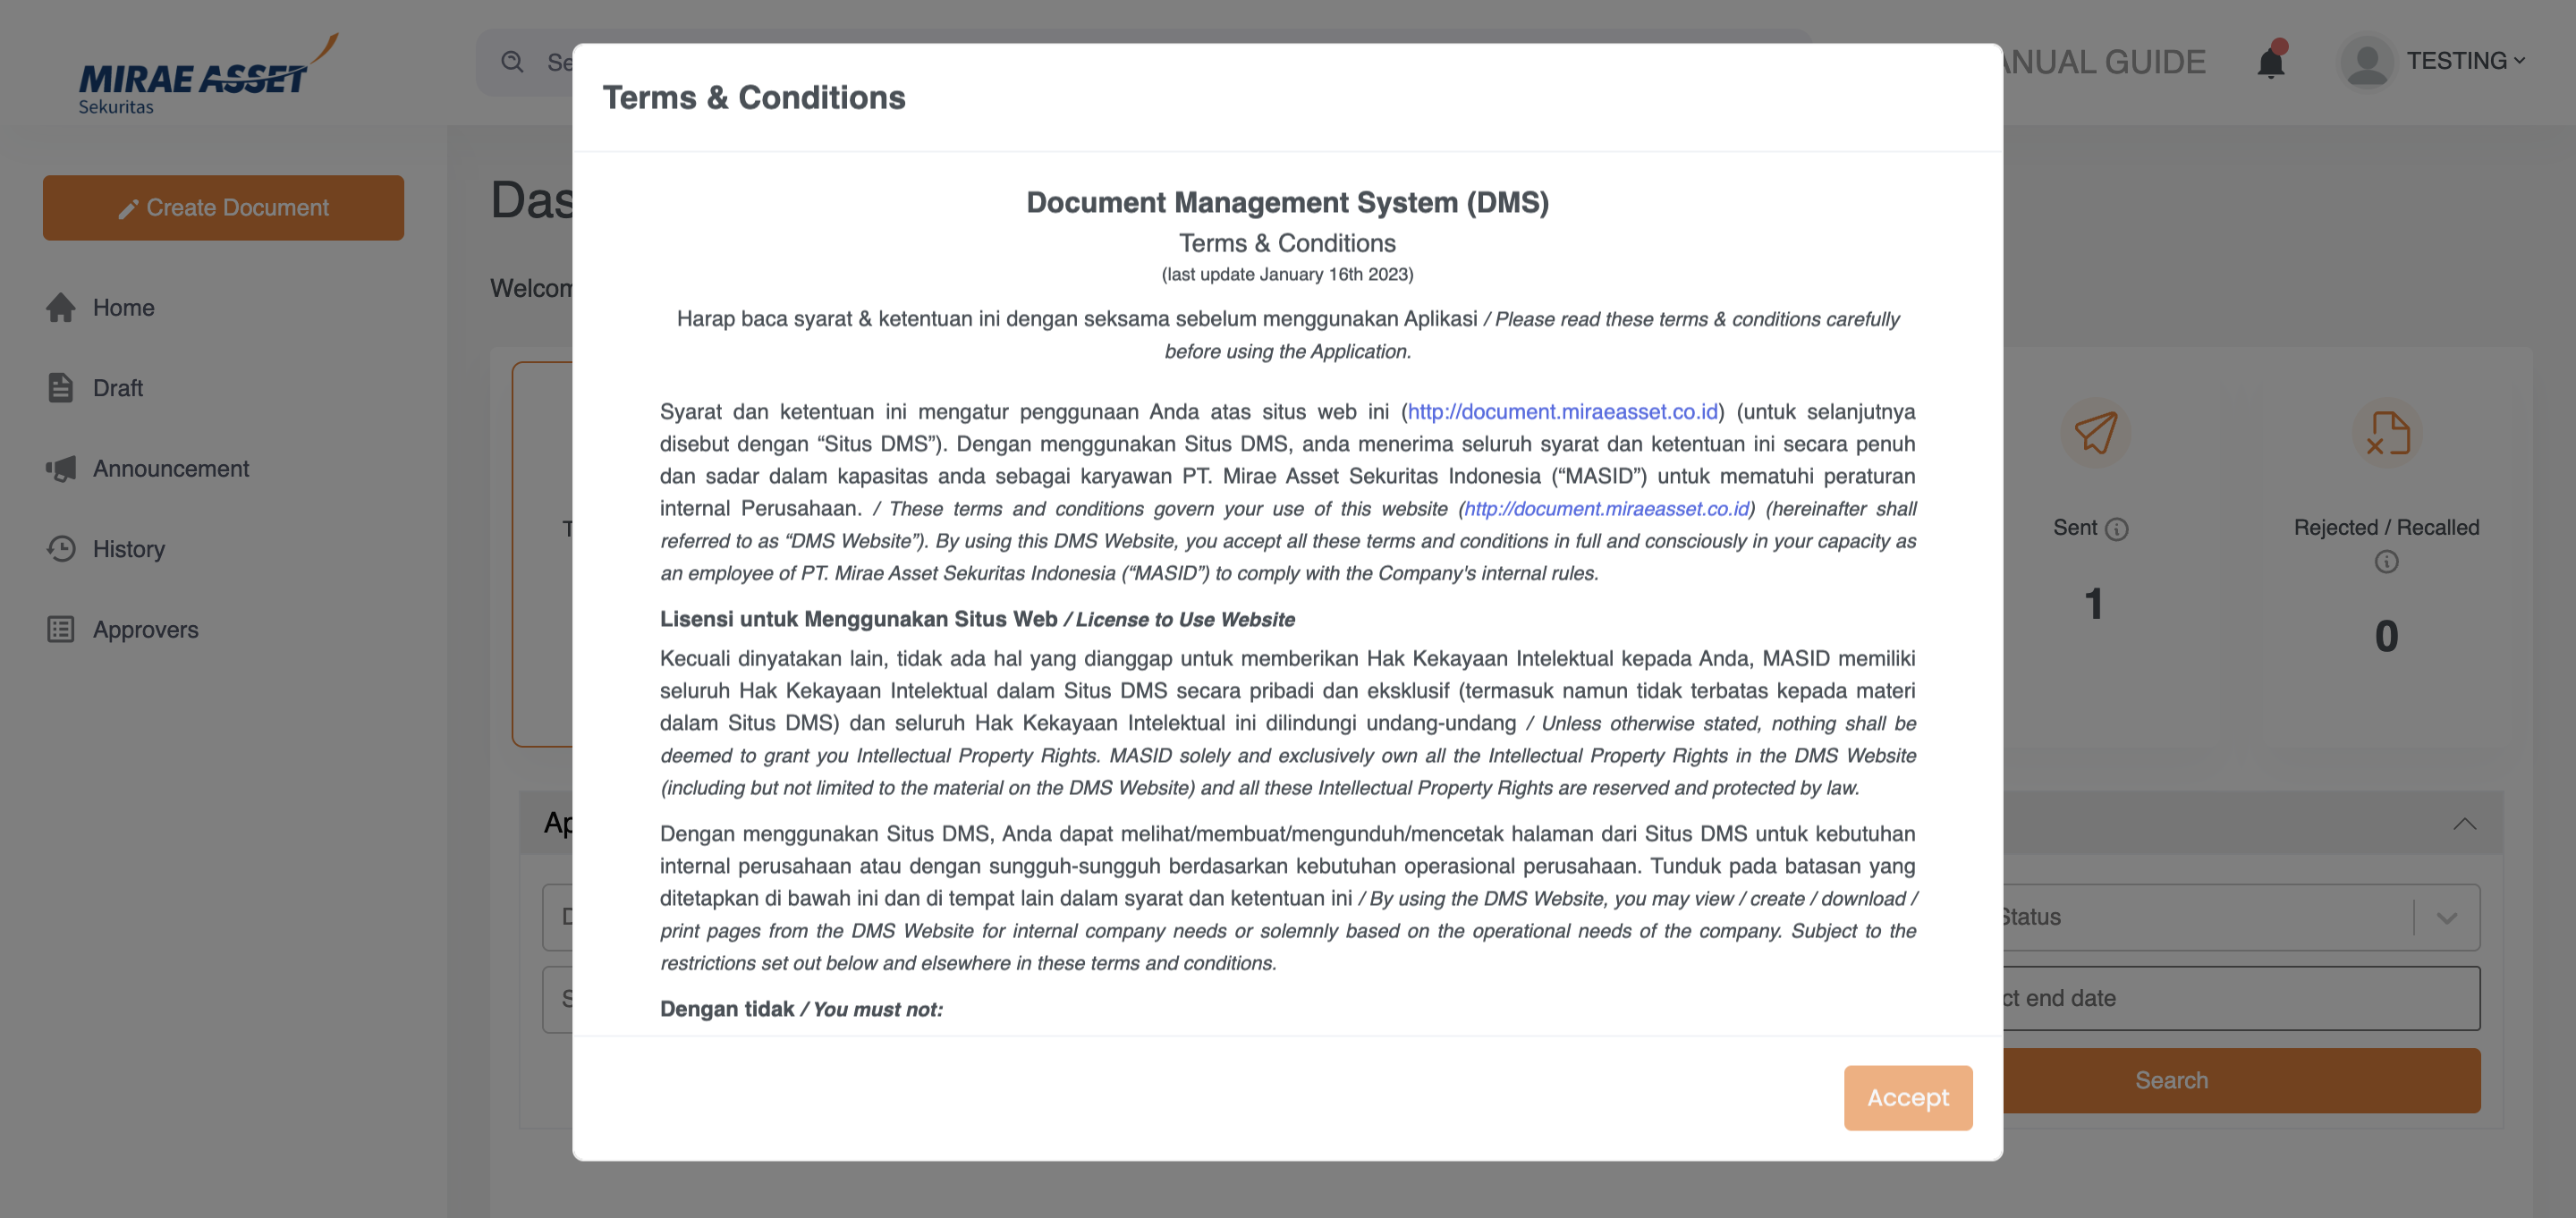 MIRAE ASSET
Sekuritas
ANUAL GUIDE
TESTING
Create Document
Home
Draft
Announcement
History
Approvers
Welcom
Terms & Conditions
Document Management System (DMS)
Terms & Conditions
(last update January 16th 2023)
Harap baca syarat & ketentuan ini dengan seksama sebelum menggunakan Aplikasi / Please read these terms & conditions carefully
before using the Application.
Syarat dan ketentuan ini mengatur penggunaan Anda atas situs web ini (http://document.miraeasset.co.id) (untuk selanjutnya
disebut dengan “Situs DMS”). Dengan menggunakan Situs DMS, anda menerima seluruh syarat dan ketentuan ini secara penuh
dan sadar dalam kapasitas anda sebagai karyawan PT. Mirae Asset Sekuritas Indonesia (“MASID”) untuk mematuhi peraturan
internal Perusahaan. / These terms and conditions govern your use of this website (http://document.miraeasset.co.id) (hereinafter shall
referred to as “DMS Website”). By using this DMS Website, you accept all these terms and conditions in full and consciously in your capacity as
an employee of PT. Mirae Asset Sekuritas Indonesia (“MASID”) to comply with the Company's internal rules.
Lisensi untuk Menggunakan Situs Web / License to Use Website
Kecuali dinyatakan lain, tidak ada hal yang dianggap untuk memberikan Hak Kekayaan Intelektual kepada Anda, MASID memiliki
seluruh Hak Kekayaan Intelektual dalam Situs DMS secara pribadi dan eksklusif (termasuk namun tidak terbatas kepada materi
dalam Situs DMS) dan seluruh Hak Kekayaan Intelektual ini dilindungi undang-undang / Unless otherwise stated, nothing shall be
deemed to grant you Intellectual Property Rights. MASID solely and exclusively own all the Intellectual Property Rights in the DMS Website
(including but not limited to the material on the DMS Website) and all these Intellectual Property Rights are reserved and protected by law.
Dengan menggunakan Situs DMS, Anda dapat melihat/membuat/mengunduh/mencetak halaman dari Situs DMS untuk kebutuhan
internal perusahaan atau dengan sungguh-sungguh berdasarkan kebutuhan operasional perusahaan. Tunduk pada batasan yang
ditetapkan di bawah ini dan di tempat lain dalam syarat dan ketentuan ini / By using the DMS Website, you may view / create / download /
print pages from the DMS Website for internal company needs or solemnly based on the operational needs of the company. Subject to the
restrictions set out below and elsewhere in these terms and conditions.
Dengan tidak / You must not:
Accept
Sent
1
Rejected / Recalled
0
Status
ct end date
Search